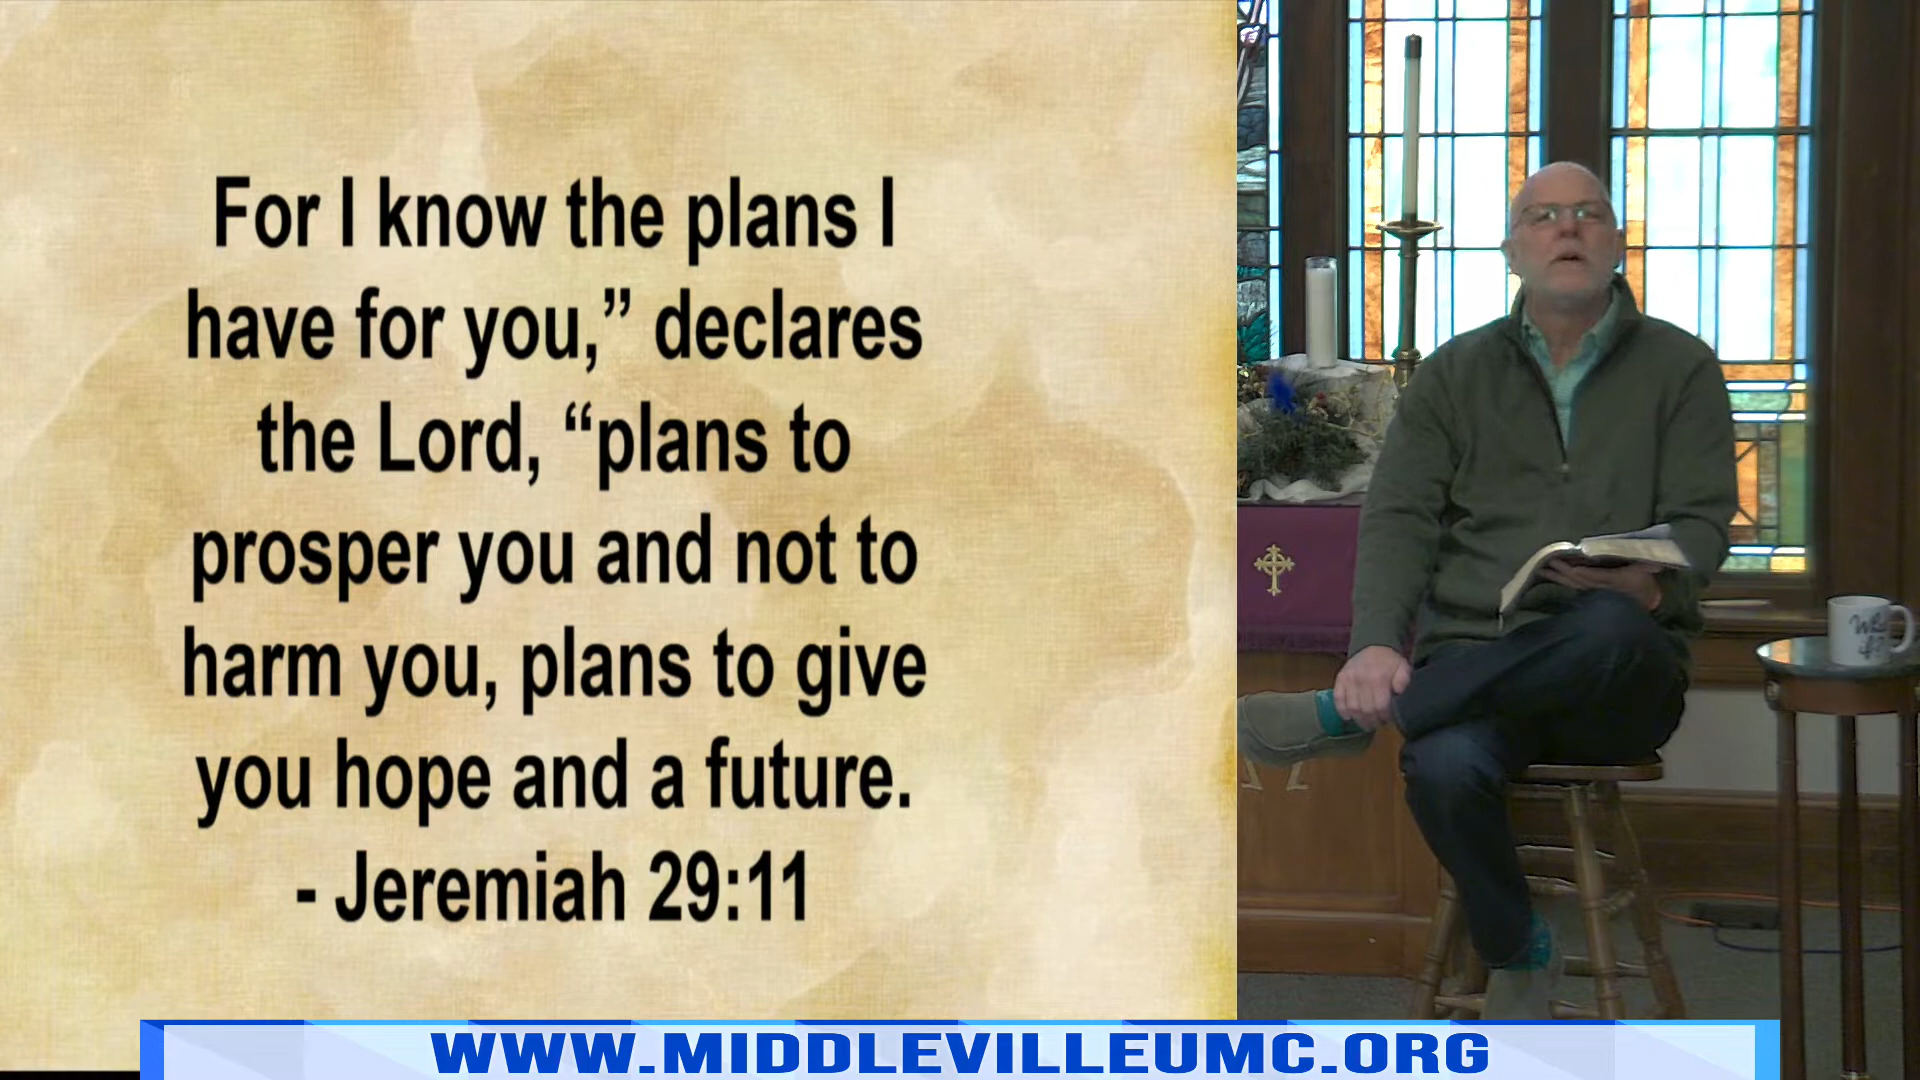 For I know the plans I
have for you,” declares
the Lord, “plans to
prosper you and not to
harm you, plans to give
you hope and a future.
- Jeremiah 29:11
WWW.MIDDLEVILLEUMC.ORG